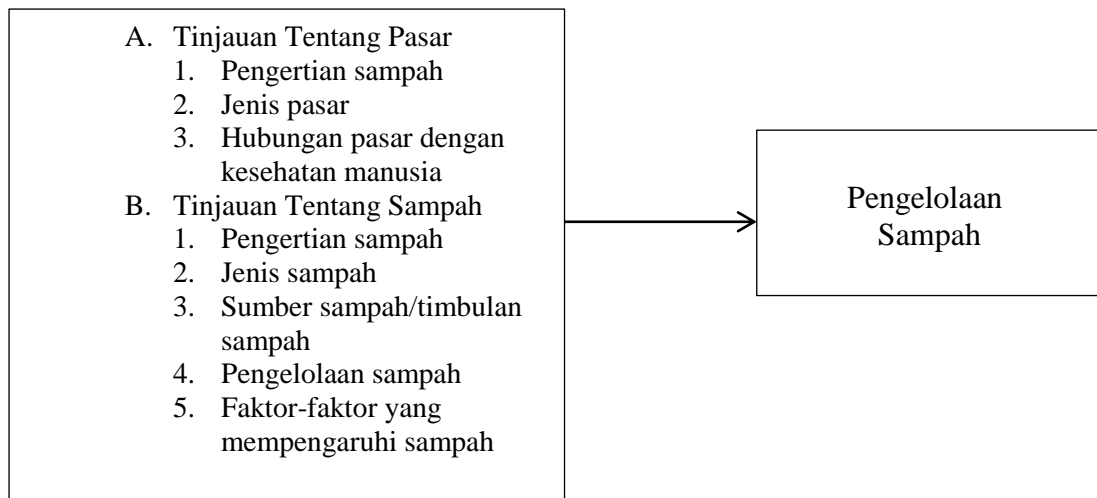 A. Tinjauan Tentang Pasar
1. Pengertian sampah
2. Jenis pasar
3. Hubungan pasar dengan
kesehatan manusia
B. Tinjauan Tentang Sampah
1. Pengertian sampah
2. Jenis sampah
3. Sumber sampah/timbulan
sampah
4. Pengelolaan sampah
5. Faktor-faktor yang
mempengaruhi sampah
Pengelolaan
Sampah